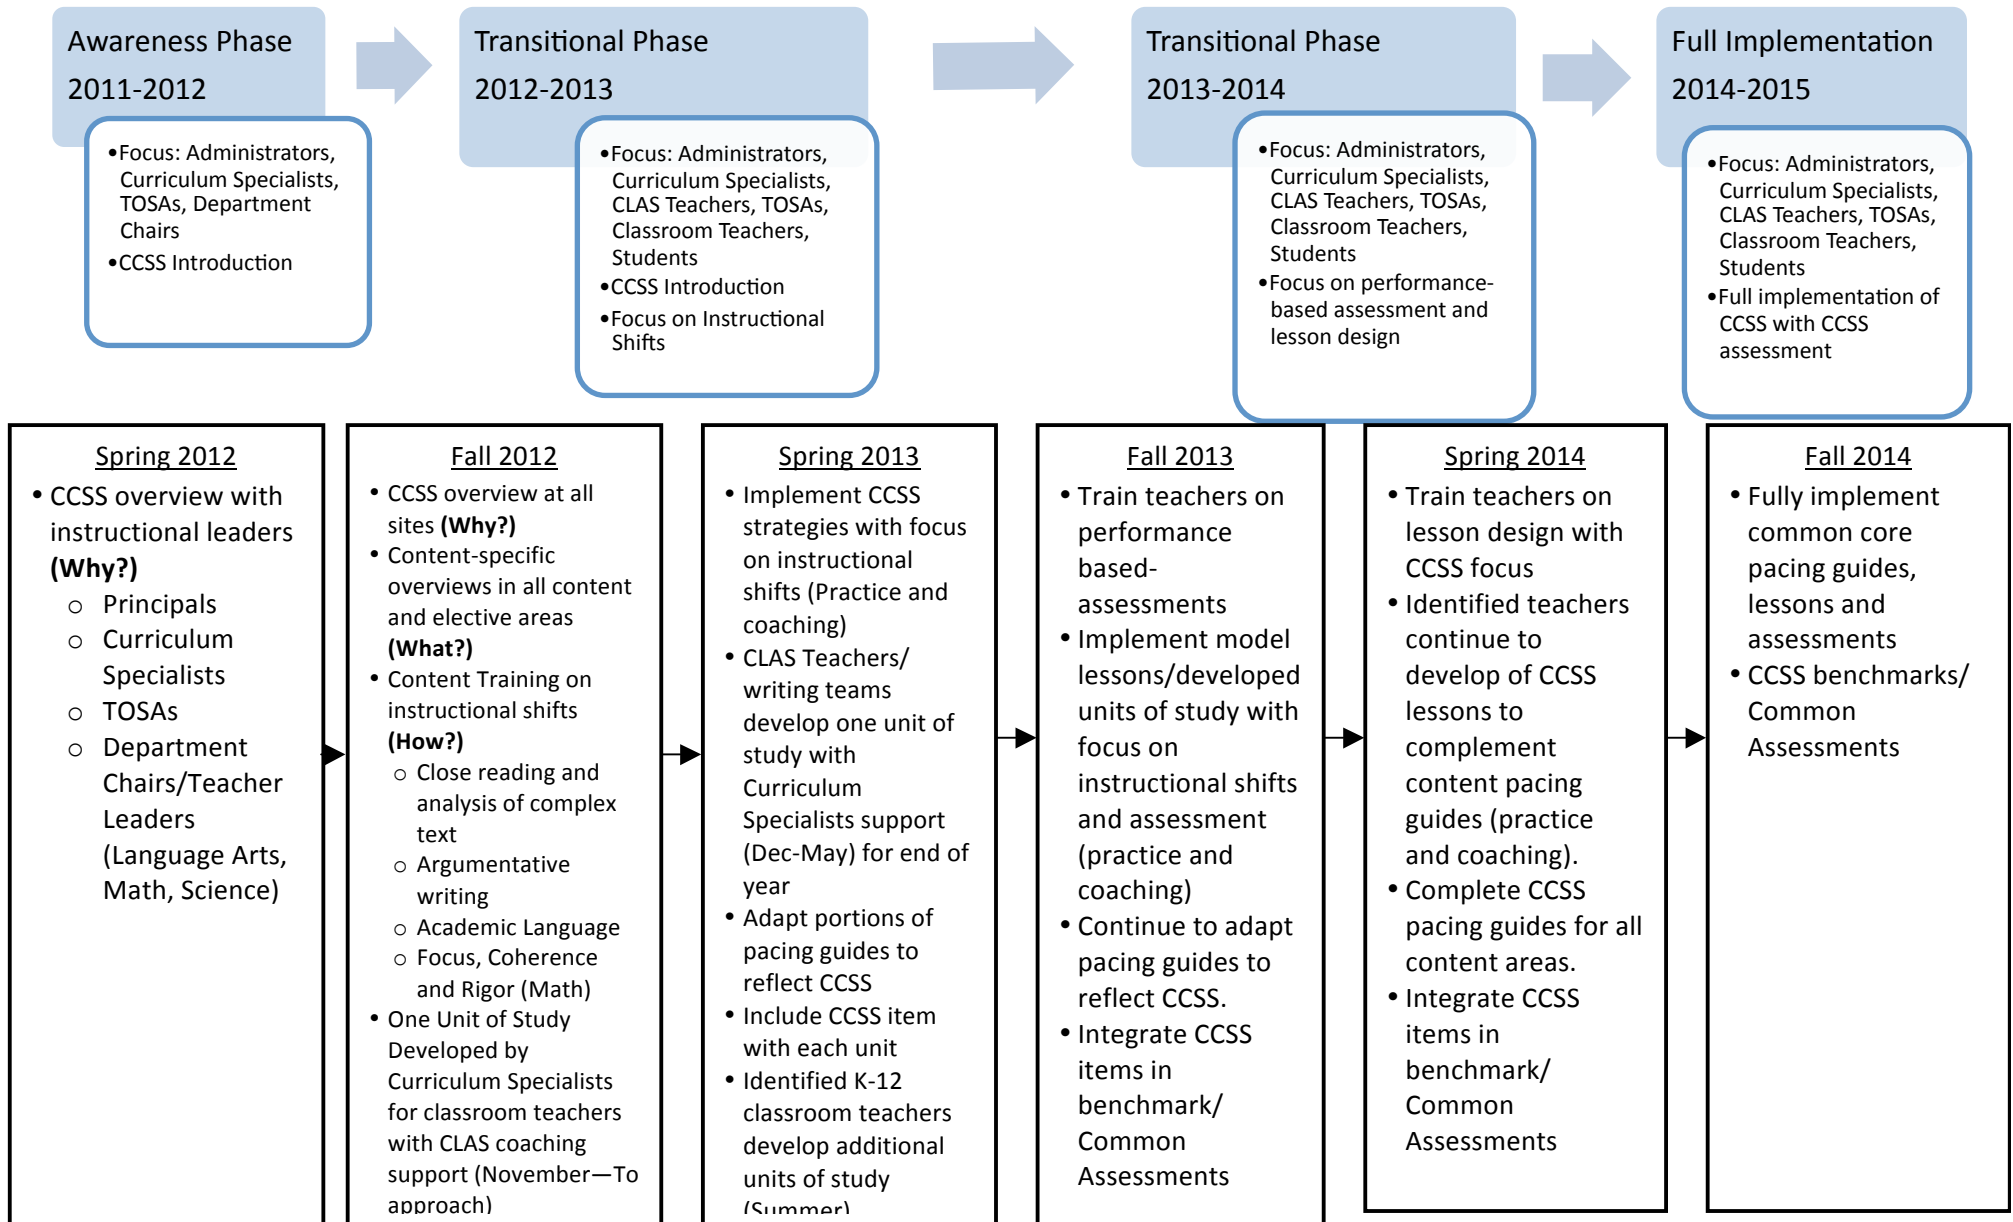 Awareness Phase
2011-2012
•Focus: Administrators,
Curriculum Specialists,
TOSAs, Department
Chairs
•CCSS Introduction
Transitional Phase
2012-2013
•Focus: Administrators,
Curriculum Specialists,
CLAS Teachers, TOSAs,
Classroom Teachers,
Students
•CCSS Introduction
•Focus on Instructional
Shifts
Transitional Phase
2013-2014
•Focus: Administrators,
Curriculum Specialists,
CLAS Teachers, TOSAs,
Classroom Teachers,
Students
•Focus on performance-
based assessment and
lesson design
Full Implementation
2014-2015
•Focus: Administrators,
Curriculum Specialists,
CLAS Teachers, TOSAs,
Classroom Teachers,
Students
•Full implementation of
CCSS with CCSS
assessment
Spring 2012
• CCSS overview with
instructional leaders
(Why?)
o Principals
o Curriculum
Specialists
o TOSAs
o Department
Chairs/Teacher
Leaders
(Language Arts,
Math, Science)
Fall 2012
• CCSS overview at all
sites (Why?)
• Content-specific
overviews in all content
and elective areas
(What?)
• Content Training on
instructional shifts
(How?)
o Close reading and
analysis of complex
text
o Argumentative
writing
o Academic Language
o Focus, Coherence
and Rigor (Math)
• One Unit of Study
Developed by
Curriculum Specialists
for classroom teachers
with CLAS coaching
support (November—To
approach)
Spring 2013
• Implement CCSS
strategies with focus
on instructional
shifts (Practice and
coaching)
• CLAS Teachers/
writing teams
develop one unit of
study with
Curriculum
Specialists support
(Dec-May) for end of
year
• Adapt portions of
pacing guides to
reflect CCSS
• Include CCSS item
with each unit
• Identified K-12
classroom teachers
develop additional
units of study
(Summer)
Fall 2013
• Train teachers on
performance
based-
assessments
• Implement model
lessons/developed
units of study with
focus on
instructional shifts
and assessment
(practice and
coaching)
• Continue to adapt
pacing guides to
reflect CCSS.
• Integrate CCSS
items in
benchmark/
Common
Assessments
Spring 2014
• Train teachers on
lesson design with
CCSS focus
• Identified teachers
continue to
develop of CCSS
lessons to
complement
content pacing
guides (practice
and coaching).
• Complete CCSS
pacing guides for all
content areas.
• Integrate CCSS
items in
benchmark/
Common
Assessments
Fall 2014
• Fully implement
common core
pacing guides,
lessons and
assessments
• CCSS benchmarks/
Common
Assessments